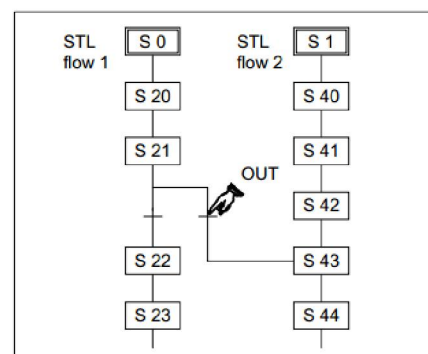 STL
flow 1
S 0
STL
flow 2
S 1
S 20
S 40
S 21
S 41
OUT
S 42
S 22
S 43
S 23
S 44